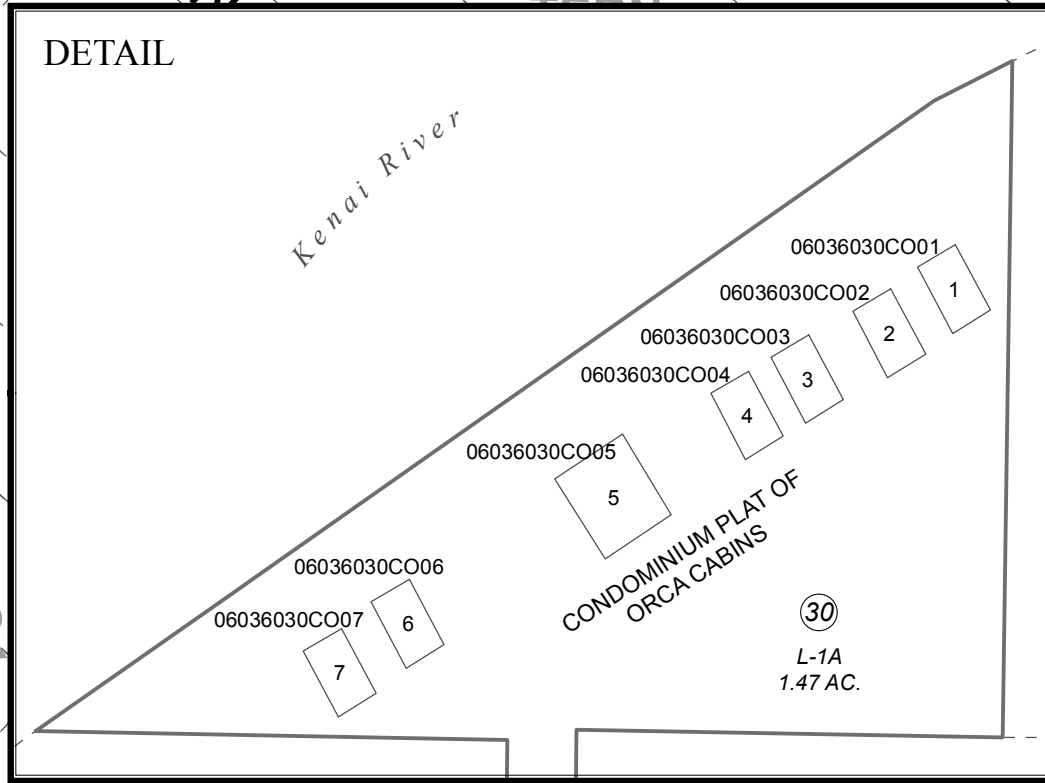 DETAIL
Kenai River
06036030CO01
1
06036030CO02
2
06036030CO03
3
06036030CO04
4
06036030CO05
5
CONDOMINIUM PLAT OF
ORCA CABINS
06036030CO06
6
06036030CO07
7
30
L-1A
1.47 AC.